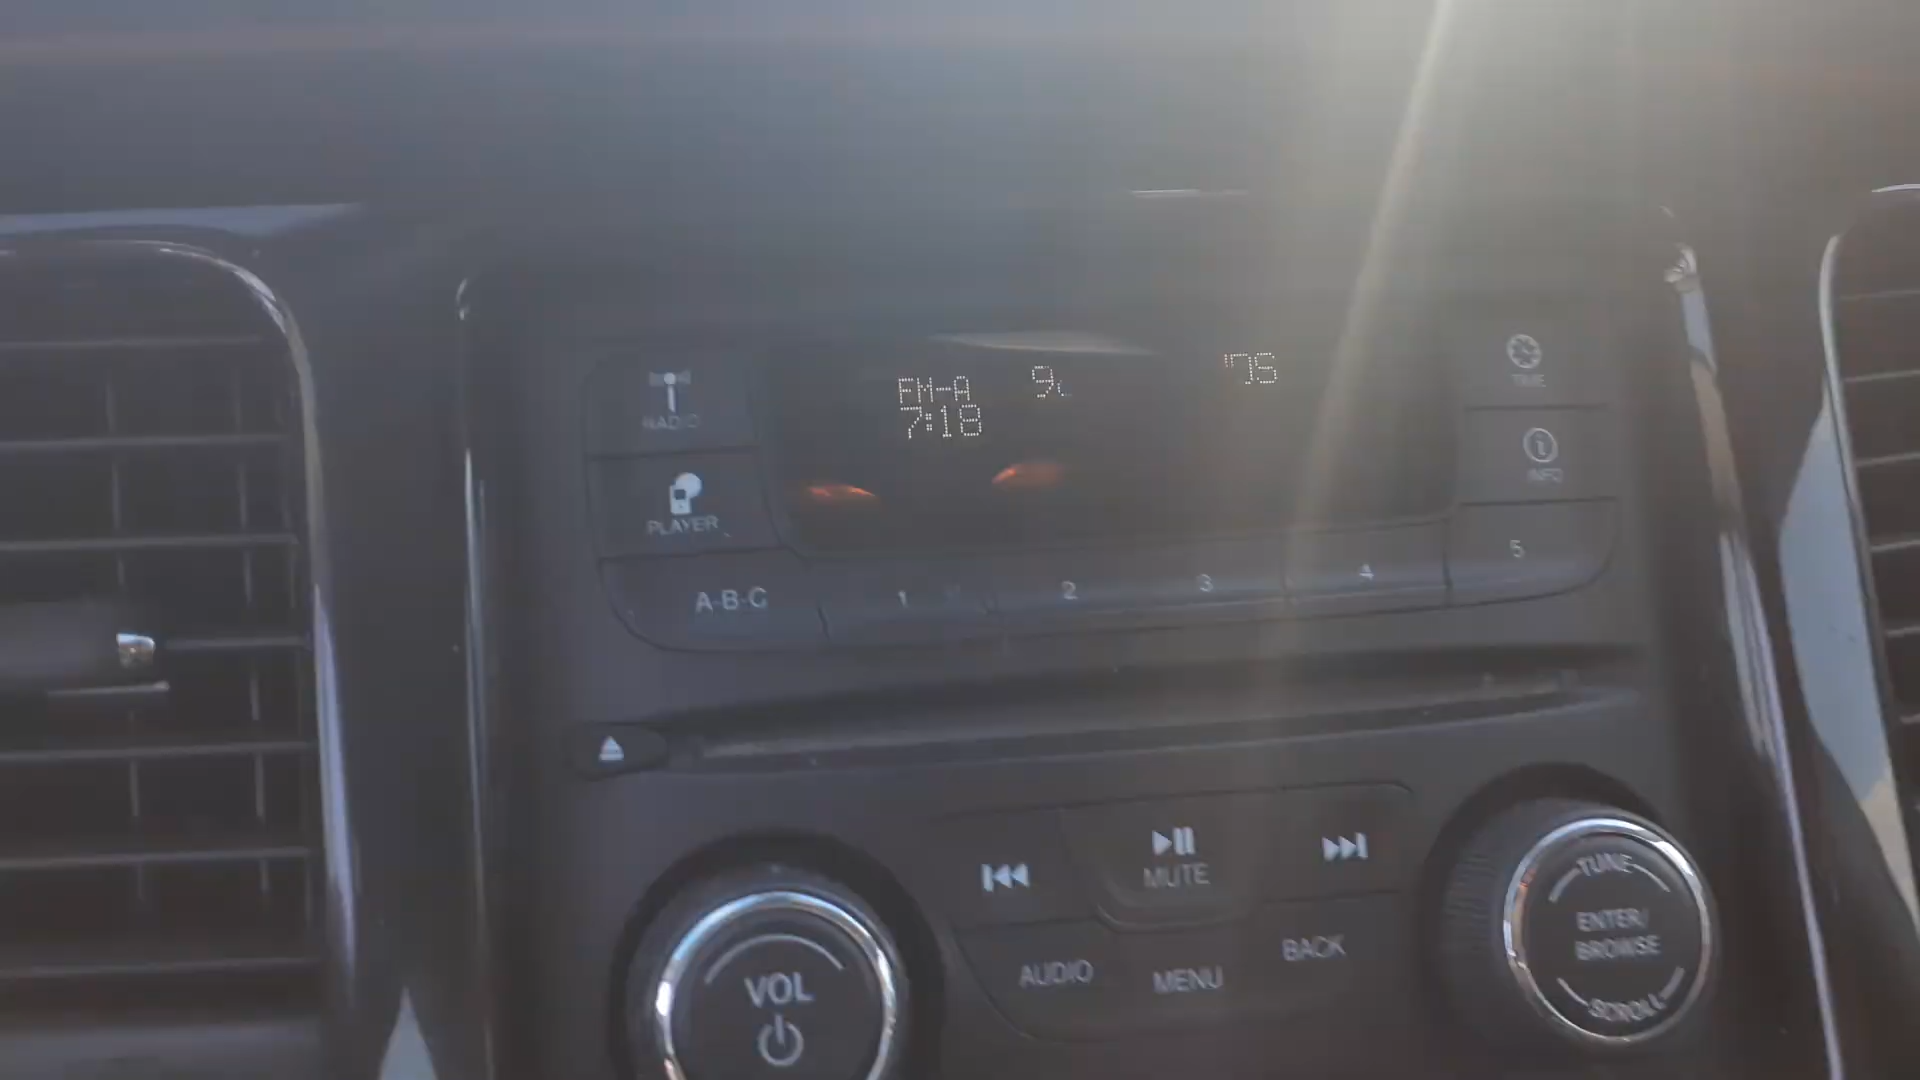 RADIO
FM-A
7:18
TIME
INFO
PLAYER
A·B·C
1
2
3
4
5
MUTE
AUDIO
MENU
BACK
VOL
TUNE
ENTER/
BROWSE
SCROLL